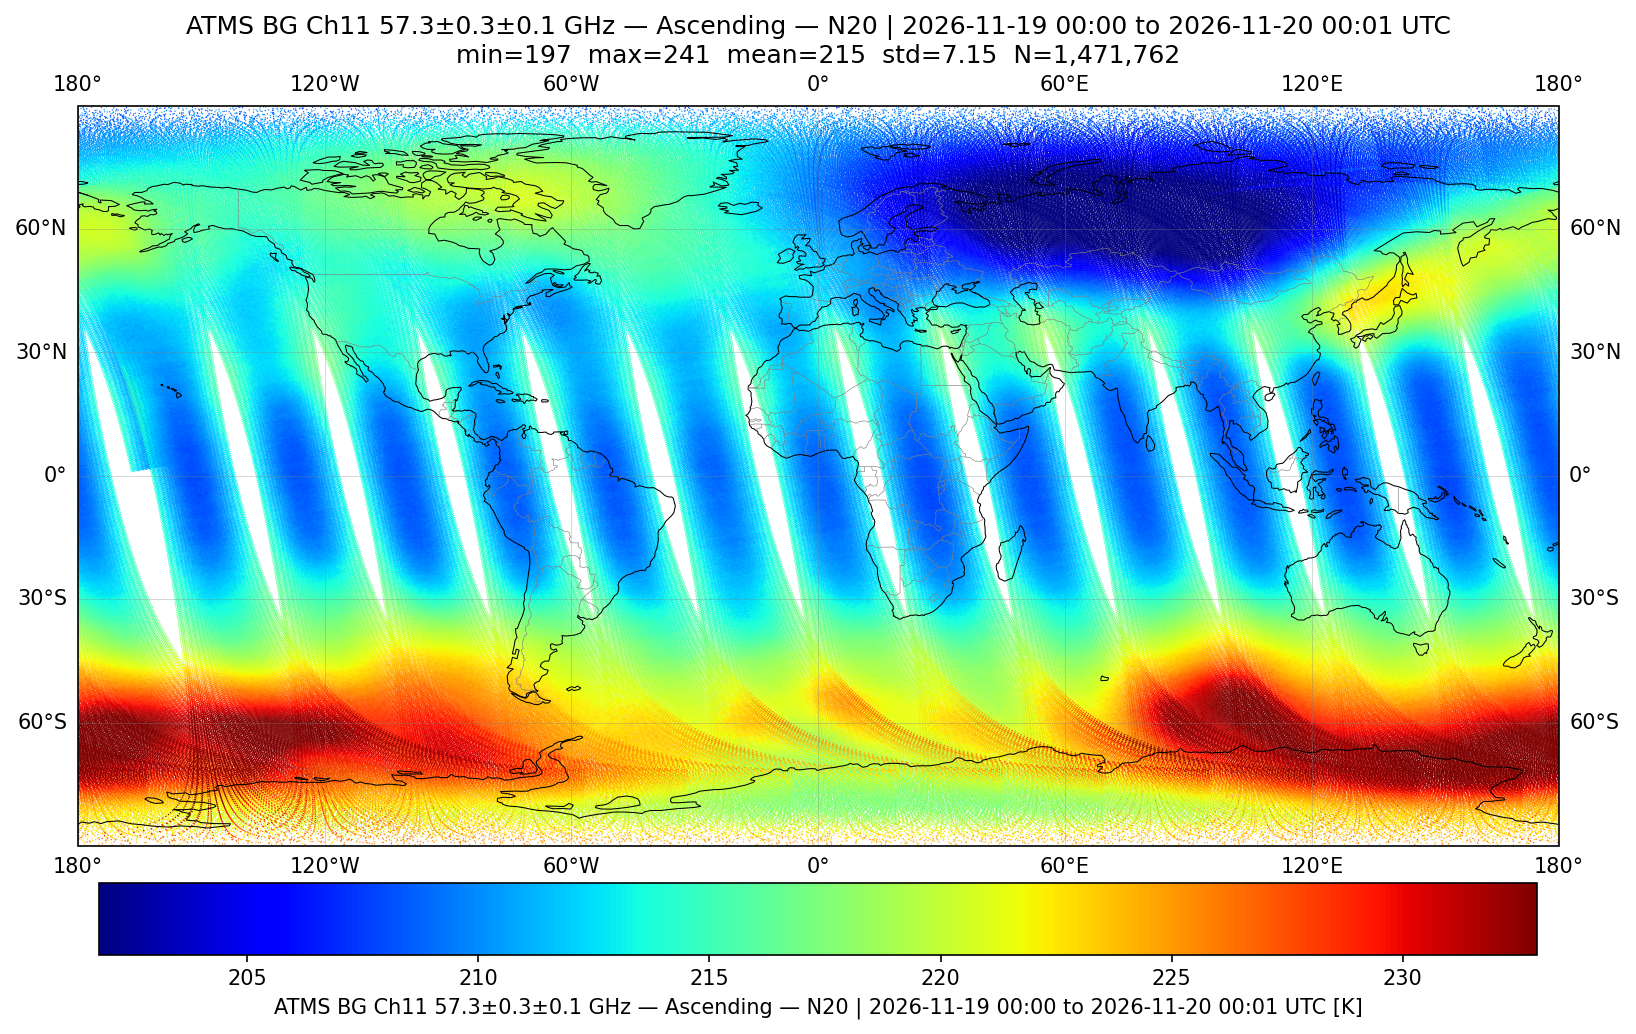 ATMS BG Ch11 57.3±0.3±0.1 GHz — Ascending — N20 | 2026-11-19 00:00 to 2026-11-20 00:01 UTC
min=197 max=241 mean=215 std=7.15 N=1,471,762
180° 120°W 60°W 0° 60°E 120°E 180°
60°N 60°N
30°N 30°N
0° 0°
30°S 30°S
60°S 60°S
180° 120°W 60°W 0° 60°E 120°E 180°
205 210 215 220 225 230
ATMS BG Ch11 57.3±0.3±0.1 GHz — Ascending — N20 | 2026-11-19 00:00 to 2026-11-20 00:01 UTC [K]